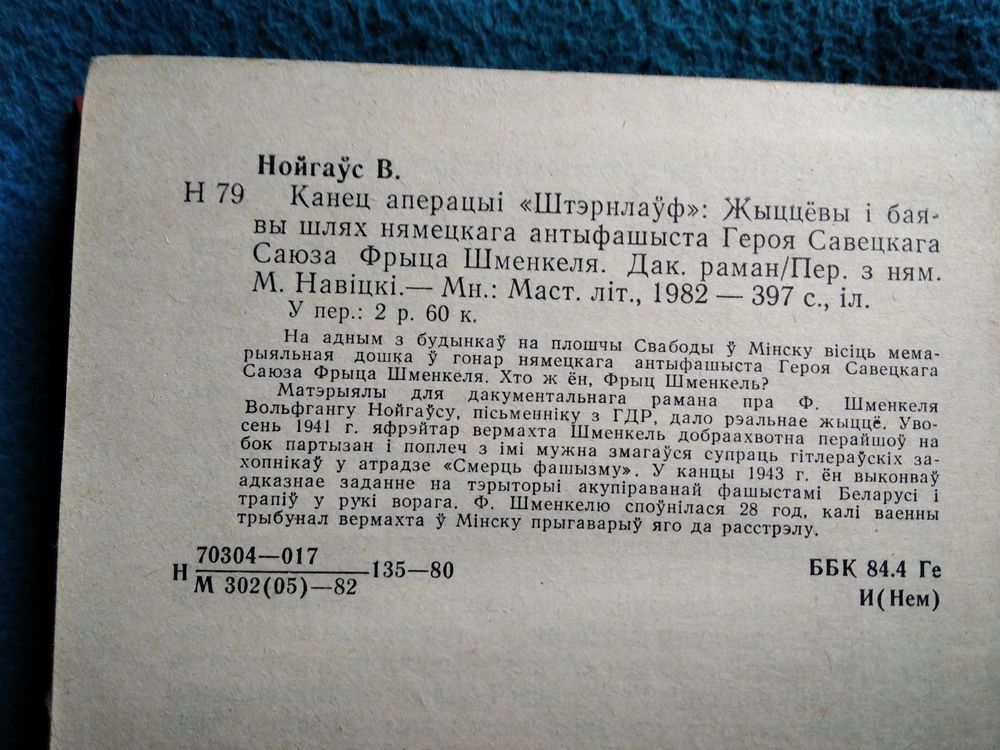 Нойгаўс В.
Н 79 Канец аперацыі «Штэрнлаўф»: Жыццёвы і бая-
вы шлях нямецкага антыфашыста Героя Савецкага
Саюза Фрыца Шменкеля. Дак. раман/Пер. з ням.
М. Навіцкі.— Мн.: Маст. літ., 1982 — 397 с., іл.
У пер.: 2 р. 60 к.
На адным з будынкаў на плошчы Свабоды ў Мінску вісіць мема-
рыяльная дошка ў гонар нямецкага антыфашыста Героя Савецкага
Саюза Фрыца Шменкеля. Хто ж ён, Фрыц Шменкель?
Матэрыялы для дакументальнага рамана пра Ф. Шменкеля
Вольфгангу Нойгаўсу, пісьменніку з ГДР, дало рэальнае жыццё. Уво-
сень 1941 г. яфрэйтар вермахта Шменкель добраахвотна перайшоў на
бок партызан і поплеч з імі мужна змагаўся супраць гітлераўскіх за-
хопнікаў у атрадзе «Смерць фашызму». У канцы 1943 г. ён выконваў
адказнае заданне на тэрыторыі акупіраванай фашыстамі Беларусі і
трапіў у рукі ворага. Ф. Шменкелю споўнілася 28 год, калі ваенны
трыбунал вермахта ў Мінску прыгаварыў яго да расстрэлу.
Н 70304—017
М 302(05)—82 135—80
ББК 84.4 Ге
И(Нем)